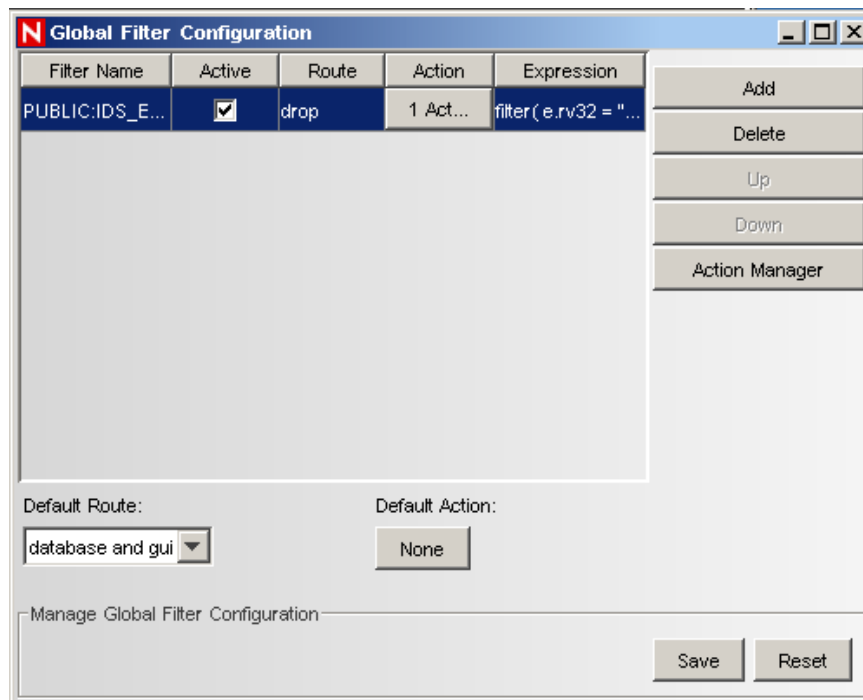 N Global Filter Configuration
Filter Name Active Route Action Expression
PUBLIC:IDS_E... drop 1 Act... filter( e.rv32 = "...
Add
Delete
Up
Down
Action Manager
Default Route: Default Action:
database and gui None
Manage Global Filter Configuration
Save Reset